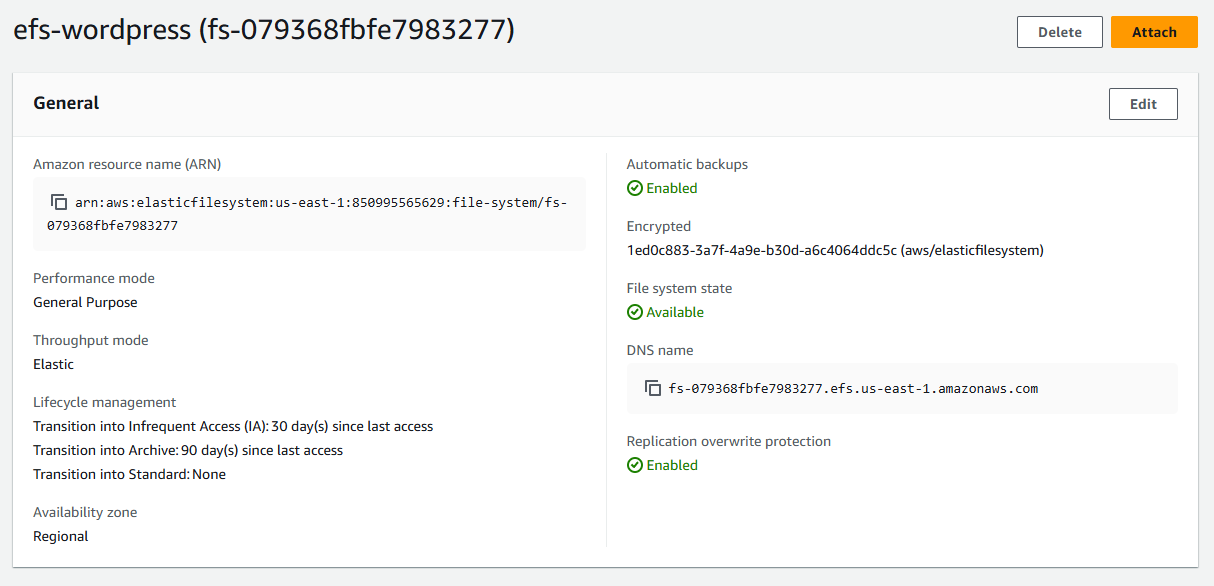 efs-wordpress (fs-079368fbfe7983277)
Delete
Attach
General
Edit
Amazon resource name (ARN)
arn:aws:elasticfilesystem:us-east-1:850995565629:file-system/fs-
079368fbfe7983277
Performance mode
General Purpose
Throughput mode
Elastic
Lifecycle management
Transition into Infrequent Access (IA): 30 day(s) since last access
Transition into Archive: 90 day(s) since last access
Transition into Standard: None
Availability zone
Regional
Automatic backups
Enabled
Encrypted
1ed0c883-3a7f-4a9e-b30d-a6c4064ddc5c (aws/elasticfilesystem)
File system state
Available
DNS name
fs-079368fbfe7983277.efs.us-east-1.amazonaws.com
Replication overwrite protection
Enabled